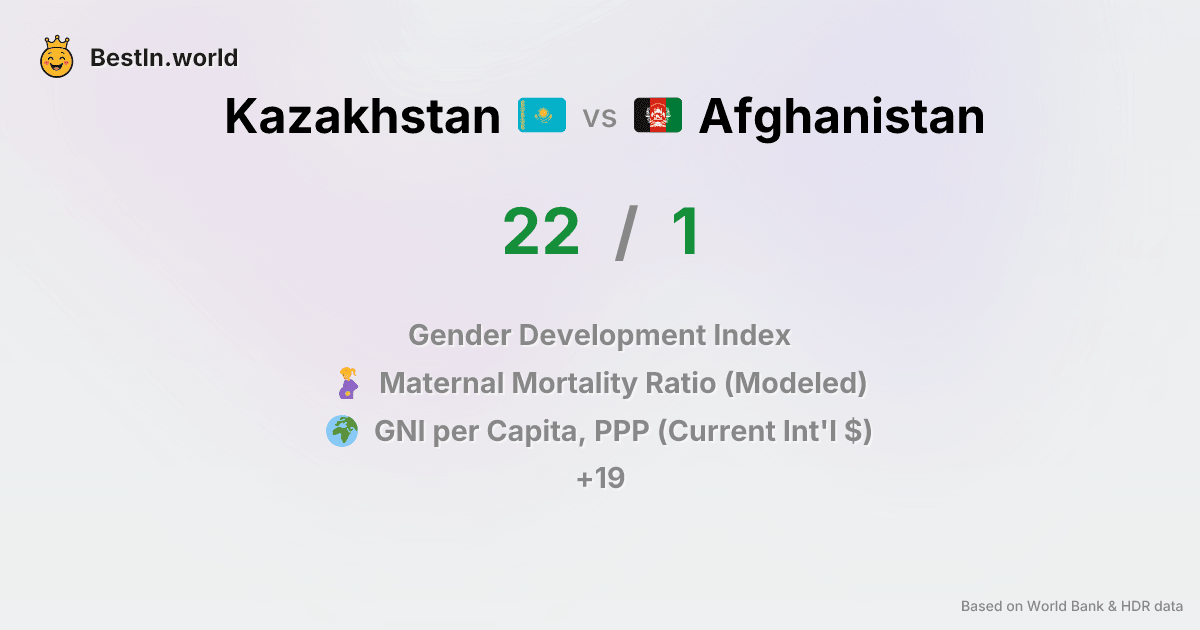 BestIn.world
Kazakhstan vs Afghanistan
22 / 1
Gender Development Index
Maternal Mortality Ratio (Modeled)
GNI per Capita, PPP (Current Int'l $)
+19
Based on World Bank & HDR data